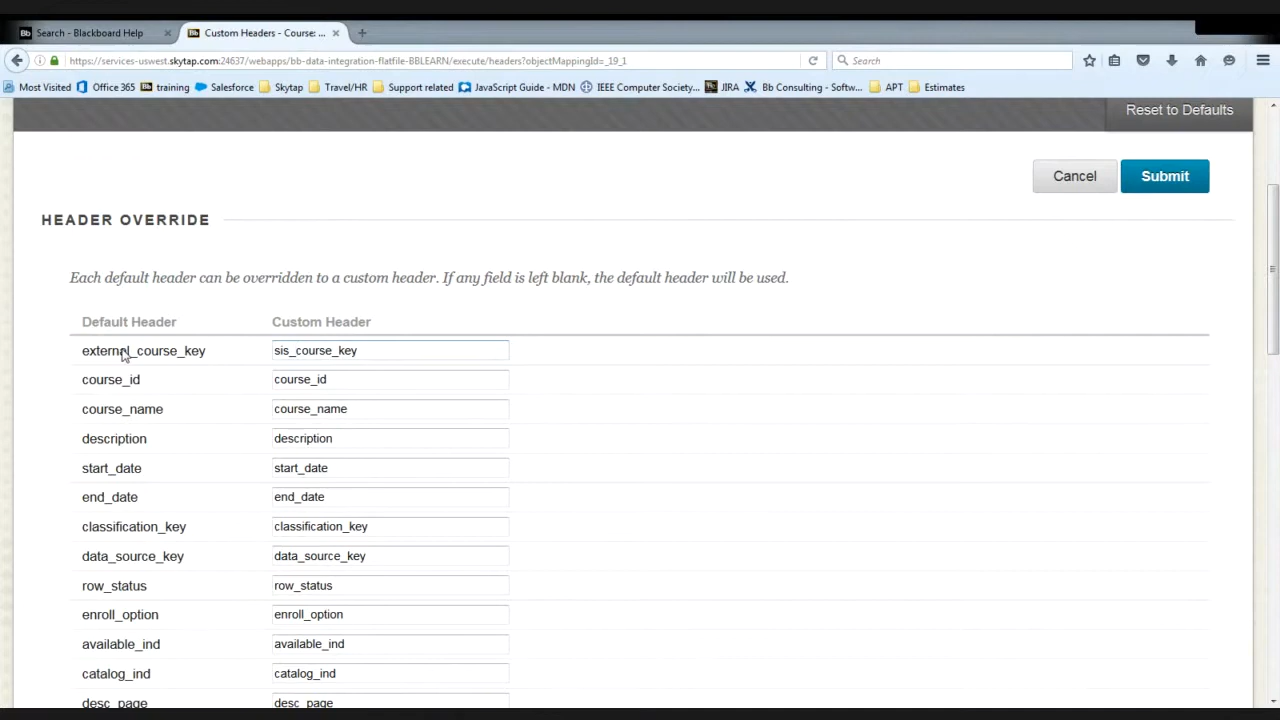 Search - Blackboard Help
Custom Headers - Course: ...
https://services-uswest.skytap.com:24637/webapps/bb-data-integration-flatfile-BBLEARN/execute/headers?objectMappingId=_19_1
Search
Most Visited Office 365 training Salesforce Skytap Travel/HR Support related JavaScript Guide - MDN IEEE Computer Society... JIRA Bb Consulting - Softw... APT Estimates
Reset to Defaults
Cancel Submit
HEADER OVERRIDE
Each default header can be overridden to a custom header. If any field is left blank, the default header will be used.
Default Header Custom Header
external_course_key sis_course_key
course_id course_id
course_name course_name
description description
start_date start_date
end_date end_date
classification_key classification_key
data_source_key data_source_key
row_status row_status
enroll_option enroll_option
available_ind available_ind
catalog_ind catalog_ind
desc_page desc_page